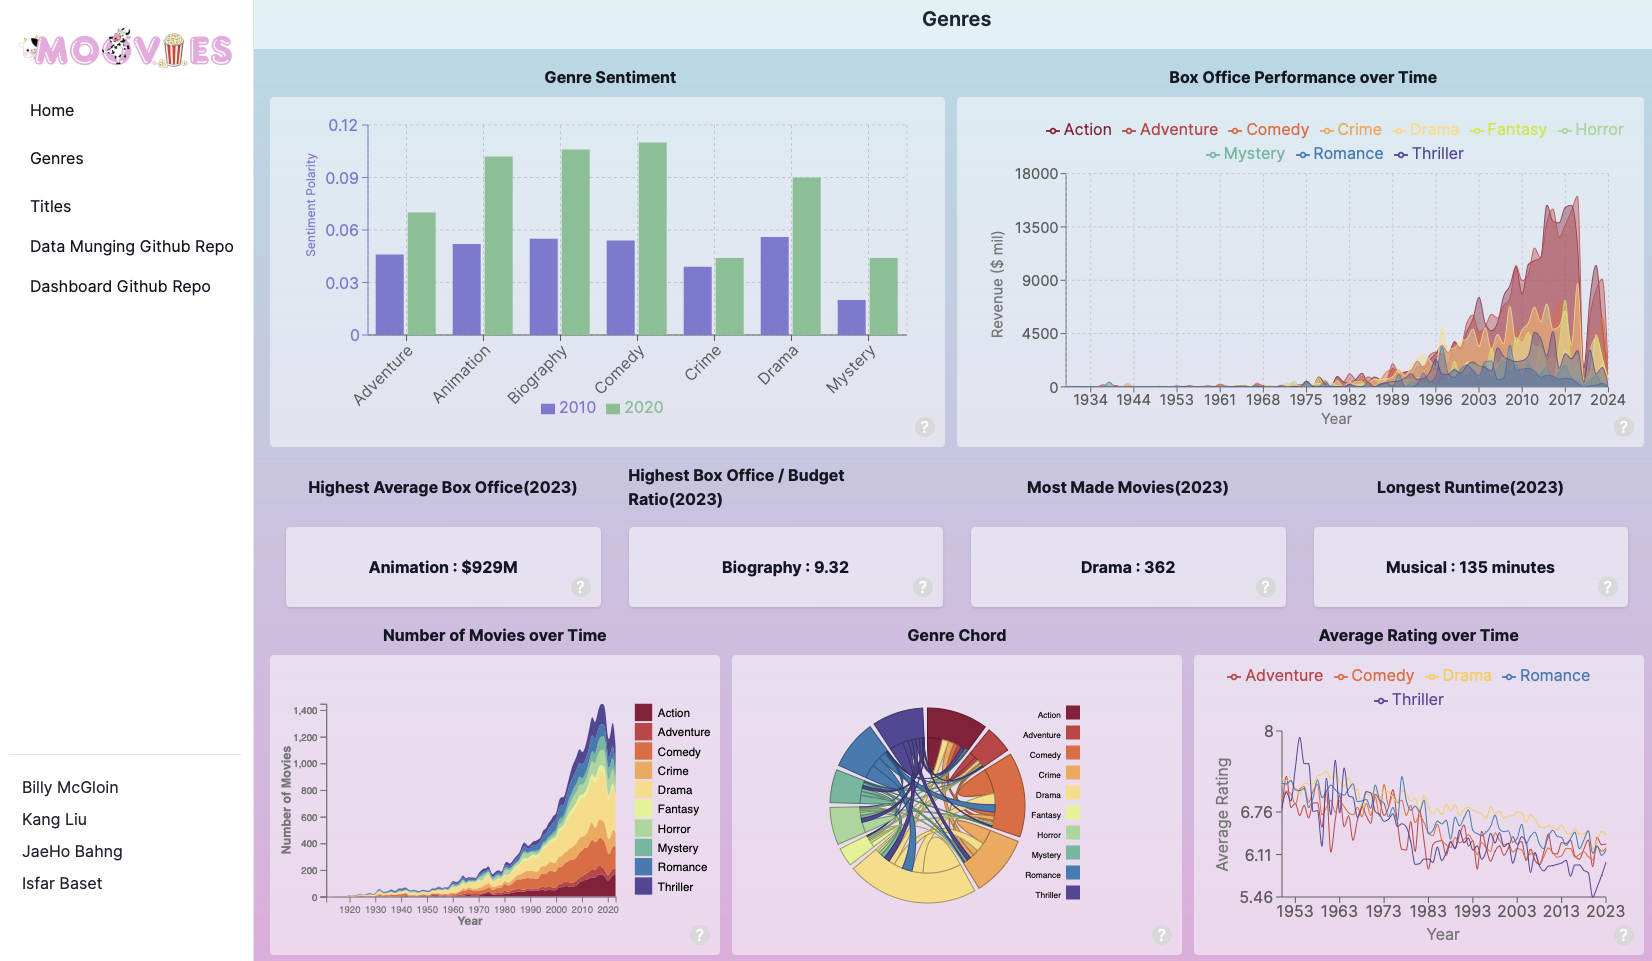 MOOVIES
Home
Genres
Titles
Data Munging Github Repo
Dashboard Github Repo
Billy McGloin
Kang Liu
JaeHo Bahng
Isfar Baset
Genres
Genre Sentiment
0.12
0.09
0.06
0.03
0
Sentiment Polarity
Adventure
Animation
Biography
Comedy
Crime
Drama
Mystery
2010 2020
?
Box Office Performance over Time
Action Adventure Comedy Crime Drama Fantasy Horror
Mystery Romance Thriller
18000
13500
9000
4500
0
Revenue ($ mil)
1934 1944 1953 1961 1968 1975 1982 1989 1996 2003 2010 2017 2024
Year
?
Highest Average Box Office(2023)
Animation : $929M
?
Highest Box Office / Budget
Ratio(2023)
Biography : 9.32
?
Most Made Movies(2023)
Drama : 362
?
Longest Runtime(2023)
Musical : 135 minutes
?
Number of Movies over Time
1,400
1,200
1,000
800
600
400
200
0
Number of Movies
1920 1930 1940 1950 1960 1970 1980 1990 2000 2010 2020
Year
Action
Adventure
Comedy
Crime
Drama
Fantasy
Horror
Mystery
Romance
Thriller
?
Genre Chord
Action
Adventure
Comedy
Crime
Drama
Fantasy
Horror
Mystery
Romance
Thriller
?
Average Rating over Time
Adventure Comedy Drama Romance
Thriller
8
6.76
6.11
5.46
Average Rating
1953 1963 1973 1983 1993 2003 2013 2023
Year
?